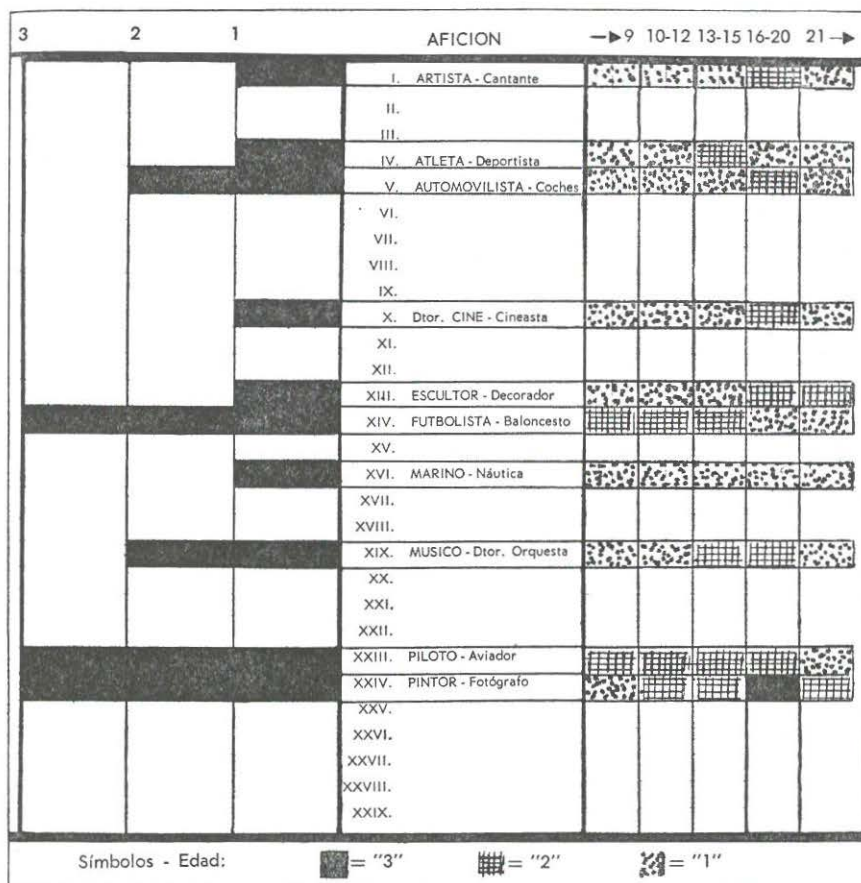 3 2 1 AFICION →9 10-12 13-15 16-20 21→
I. ARTISTA - Cantante
II.
III.
IV. ATLETA - Deportista
V. AUTOMOVILISTA - Coches
VI.
VII.
VIII.
IX.
X. Dtor. CINE - Cineasta
XI.
XII.
XIII. ESCULTOR - Decorador
XIV. FUTBOLISTA - Baloncesto
XV.
XVI. MARINO - Náutica
XVII.
XVIII.
XIX. MUSICO - Dtor. Orquesta
XX.
XXI.
XXII.
XXIII. PILOTO - Aviador
XXIV. PINTOR - Fotógrafo
XXV.
XXVI.
XXVII.
XXVIII.
XXIX.
Símbolos - Edad: = "3" = "2" = "1"